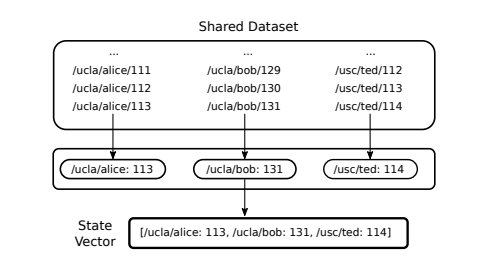 Shared Dataset
... ... ...
/ucla/alice/111 /ucla/bob/129 /usc/ted/112
/ucla/alice/112 /ucla/bob/130 /usc/ted/113
/ucla/alice/113 /ucla/bob/131 /usc/ted/114
/ucla/alice: 113 /ucla/bob: 131 /usc/ted: 114
State
Vector
[/ucla/alice: 113, /ucla/bob: 131, /usc/ted: 114]